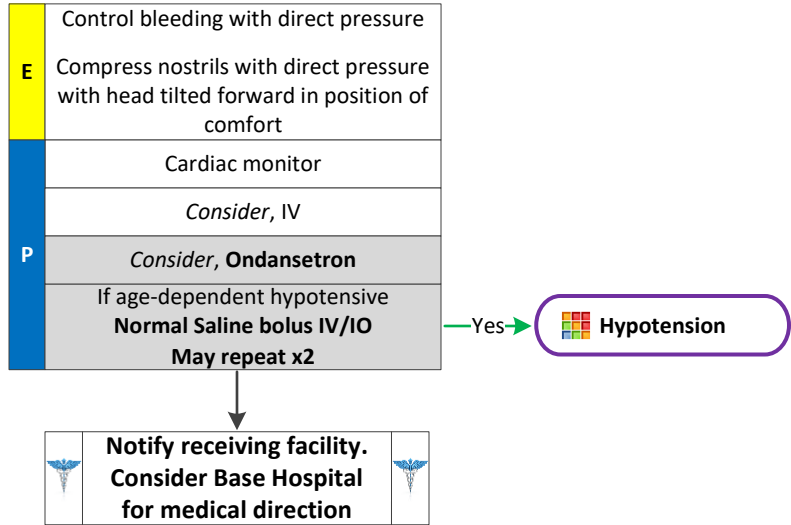 Control bleeding with direct pressure
Compress nostrils with direct pressure
with head tilted forward in position of
comfort
E
Cardiac monitor
Consider, IV
P
Consider, Ondansetron
If age-dependent hypotensive
Normal Saline bolus IV/IO
May repeat x2
Yes
Hypotension
Notify receiving facility.
Consider Base Hospital
for medical direction